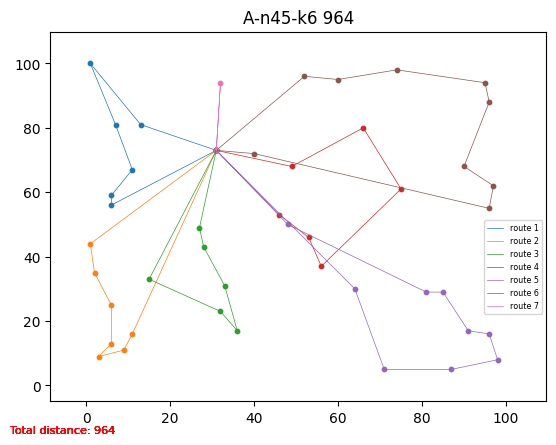 A-n45-k6 964
100
80
60
40
20
0
0 20 40 60 80 100
route 1
route 2
route 3
route 4
route 5
route 6
route 7
Total distance: 964